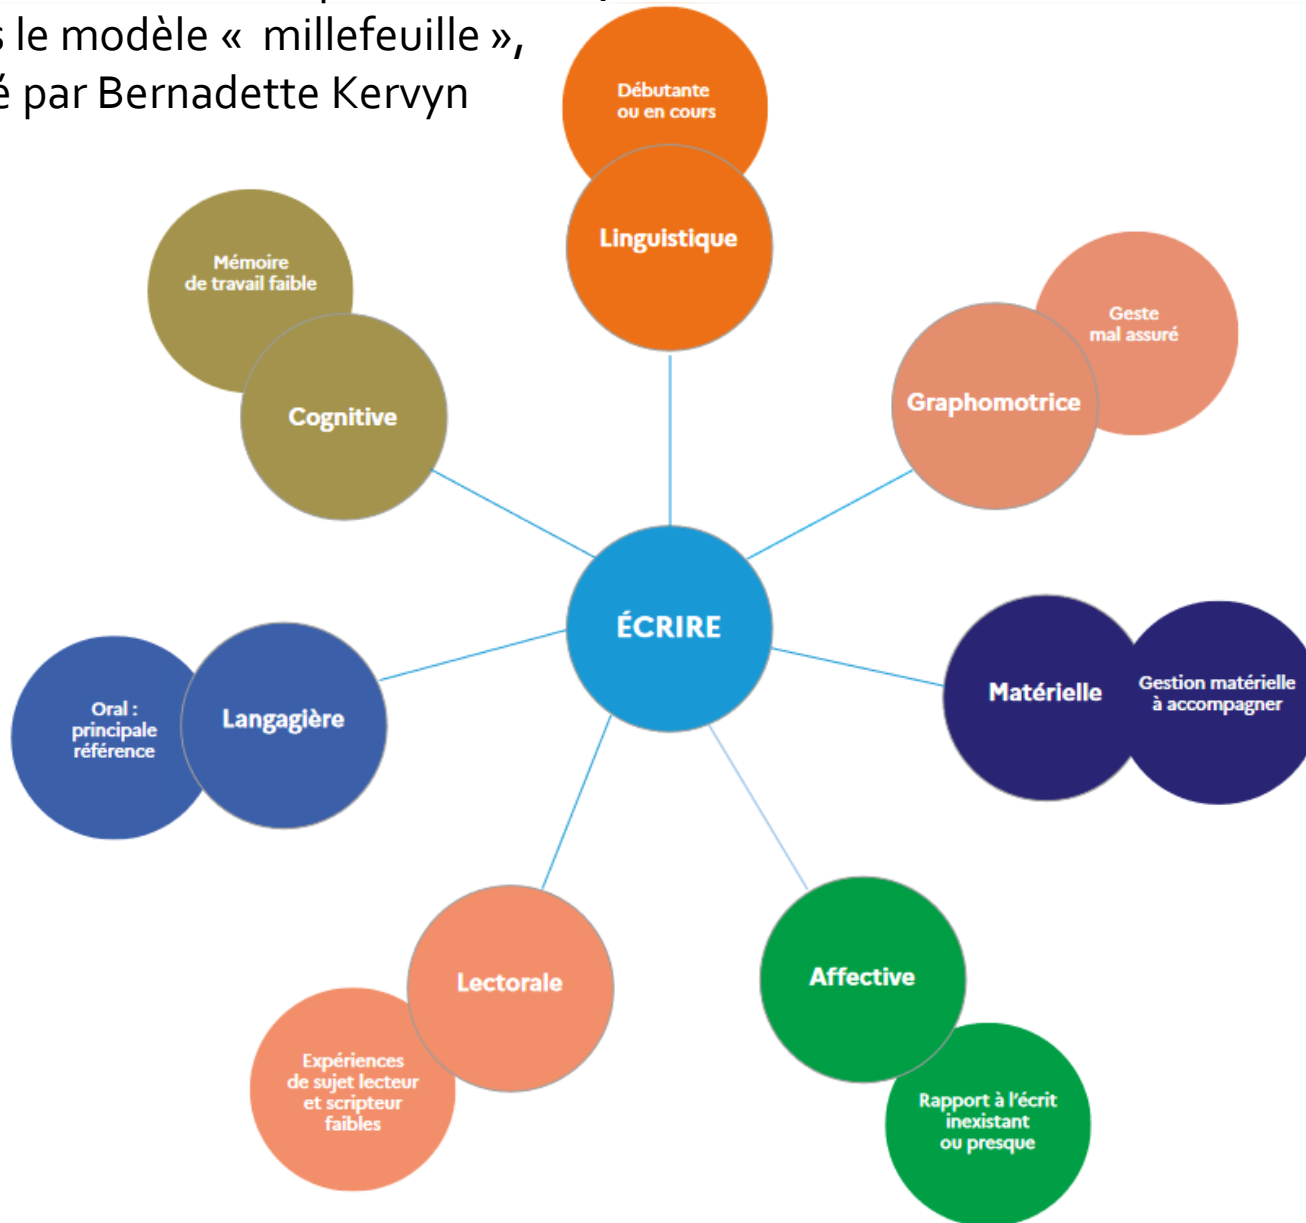 s le modèle « millefeuille »,
é par Bernadette Kervyn
Débutante
ou en cours
Linguistique
Mémoire
de travail faible
Cognitive
Geste
mal assuré
Graphomotrice
ÉCRIRE
Matérielle
Gestion matérielle
à accompagner
Oral :
principale
référence
Langagière
Lectorale
Expériences
de sujet lecteur
et scripteur
faibles
Affective
Rapport à l'écrit
inexistant
ou presque